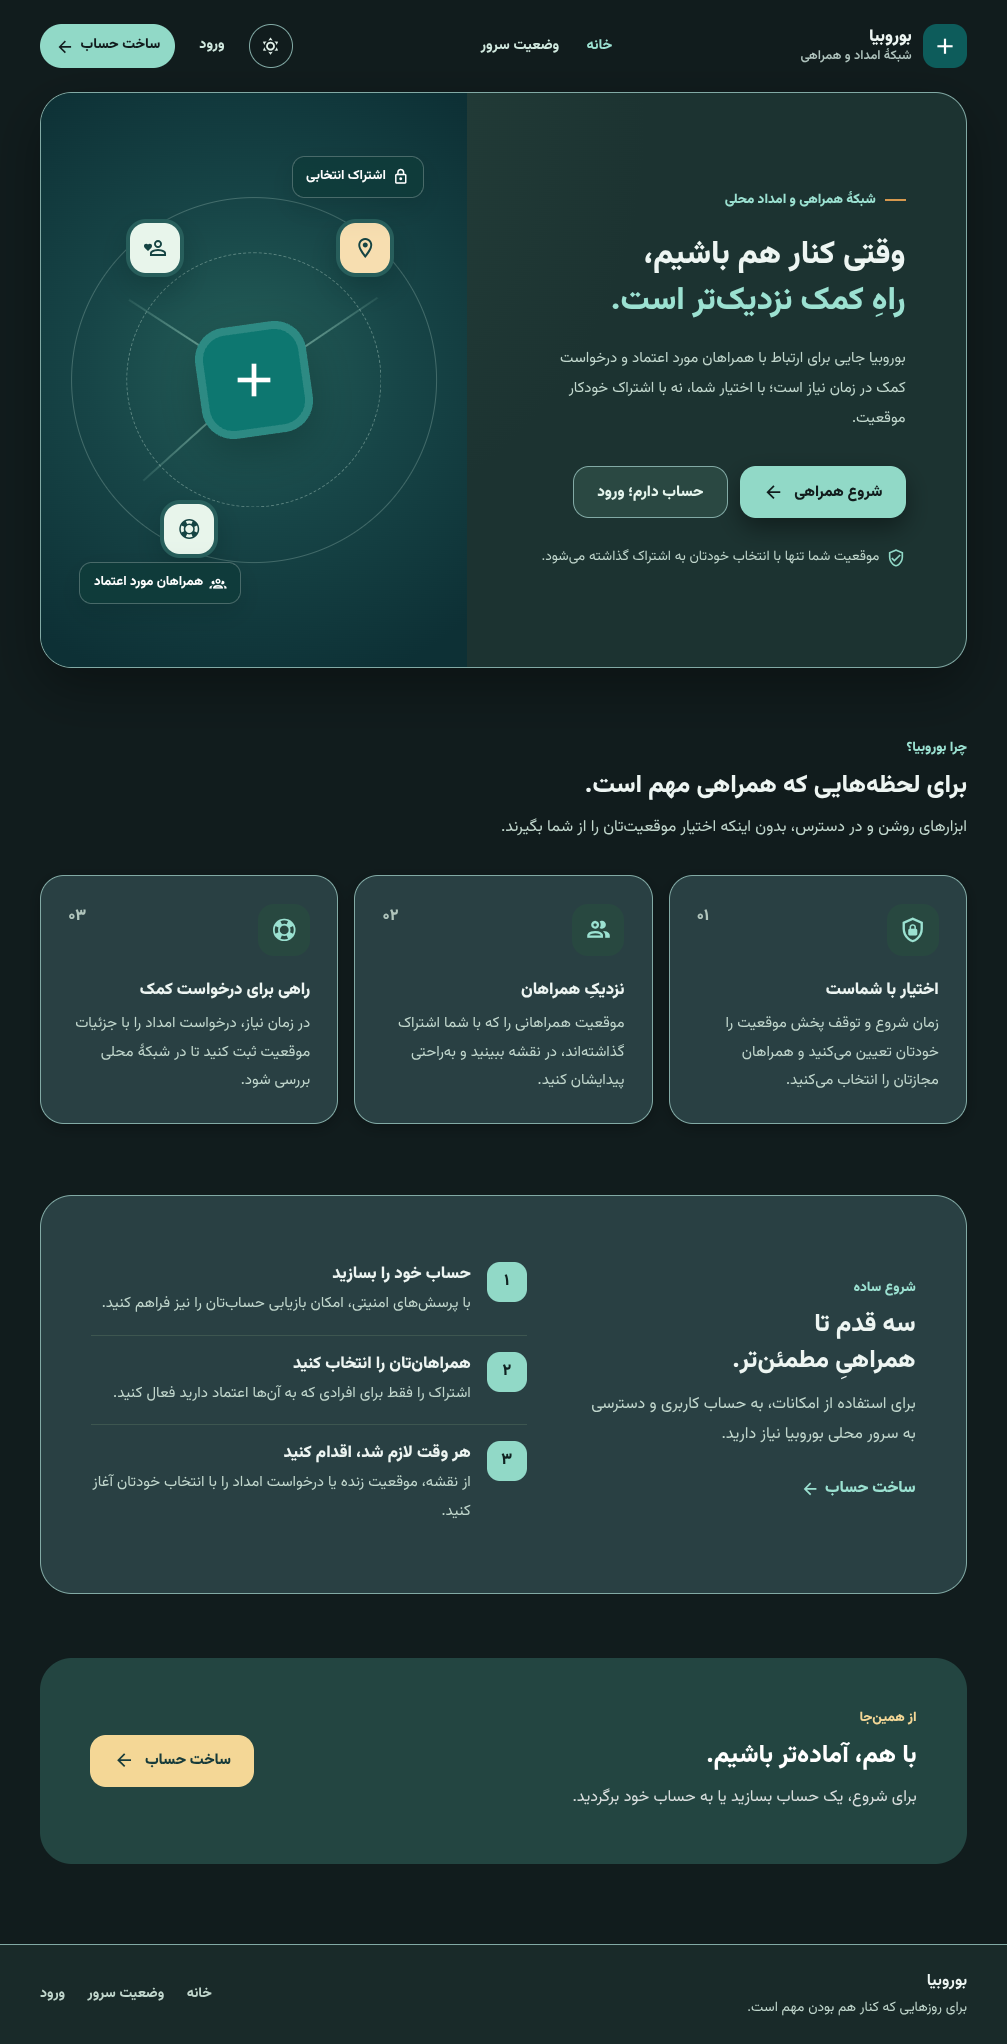 بوروبیا
شبکهٔ امداد و همراهی
خانه
وضعیت سرور
ورود
ساخت حساب
شبکهٔ همراهی و امداد محلی
وقتی کنار هم باشیم،
راهِ کمک نزدیک‌تر است.
بوروبیا جایی برای ارتباط با همراهان مورد اعتماد و درخواست
کمک در زمان نیاز است؛ با اختیار شما، نه با اشتراک خودکار
موقعیت.
شروع همراهی
حساب دارم؛ ورود
موقعیت شما تنها با انتخاب خودتان به اشتراک گذاشته می‌شود.
اشتراک انتخابی
همراهان مورد اعتماد
چرا بوروبیا؟
برای لحظه‌هایی که همراهی مهم است.
ابزارهای روشن و در دسترس، بدون اینکه اختیار موقعیت‌تان را از شما بگیرند.
۰۱
اختیار با شماست
زمان شروع و توقف پخش موقعیت را
خودتان تعیین می‌کنید و همراهان
مجازتان را انتخاب می‌کنید.
۰۲
نزدیکِ همراهان
موقعیت همراهانی را که با شما اشتراک
گذاشته‌اند، در نقشه ببینید و به‌راحتی
پیدایشان کنید.
۰۳
راهی برای درخواست کمک
در زمان نیاز، درخواست امداد را با جزئیات
موقعیت ثبت کنید تا در شبکهٔ محلی
بررسی شود.
شروع ساده
سه قدم تا
همراهیِ مطمئن‌تر.
برای استفاده از امکانات، به حساب کاربری و دسترسی
به سرور محلی بوروبیا نیاز دارید.
ساخت حساب
۱
حساب خود را بسازید
با پرسش‌های امنیتی، امکان بازیابی حساب‌تان را نیز فراهم کنید.
۲
همراهان‌تان را انتخاب کنید
اشتراک را فقط برای افرادی که به آن‌ها اعتماد دارید فعال کنید.
۳
هر وقت لازم شد، اقدام کنید
از نقشه، موقعیت زنده یا درخواست امداد را با انتخاب خودتان آغاز
کنید.
از همین‌جا
با هم، آماده‌تر باشیم.
برای شروع، یک حساب بسازید یا به حساب خود برگردید.
ساخت حساب
بوروبیا
برای روزهایی که کنار هم بودن مهم است.
خانه
وضعیت سرور
ورود